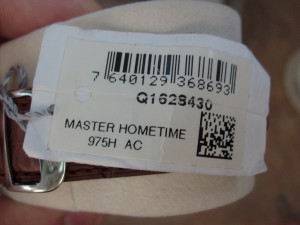 7 640129 368693
Q1628430
MASTER HOMETIME
975H AC